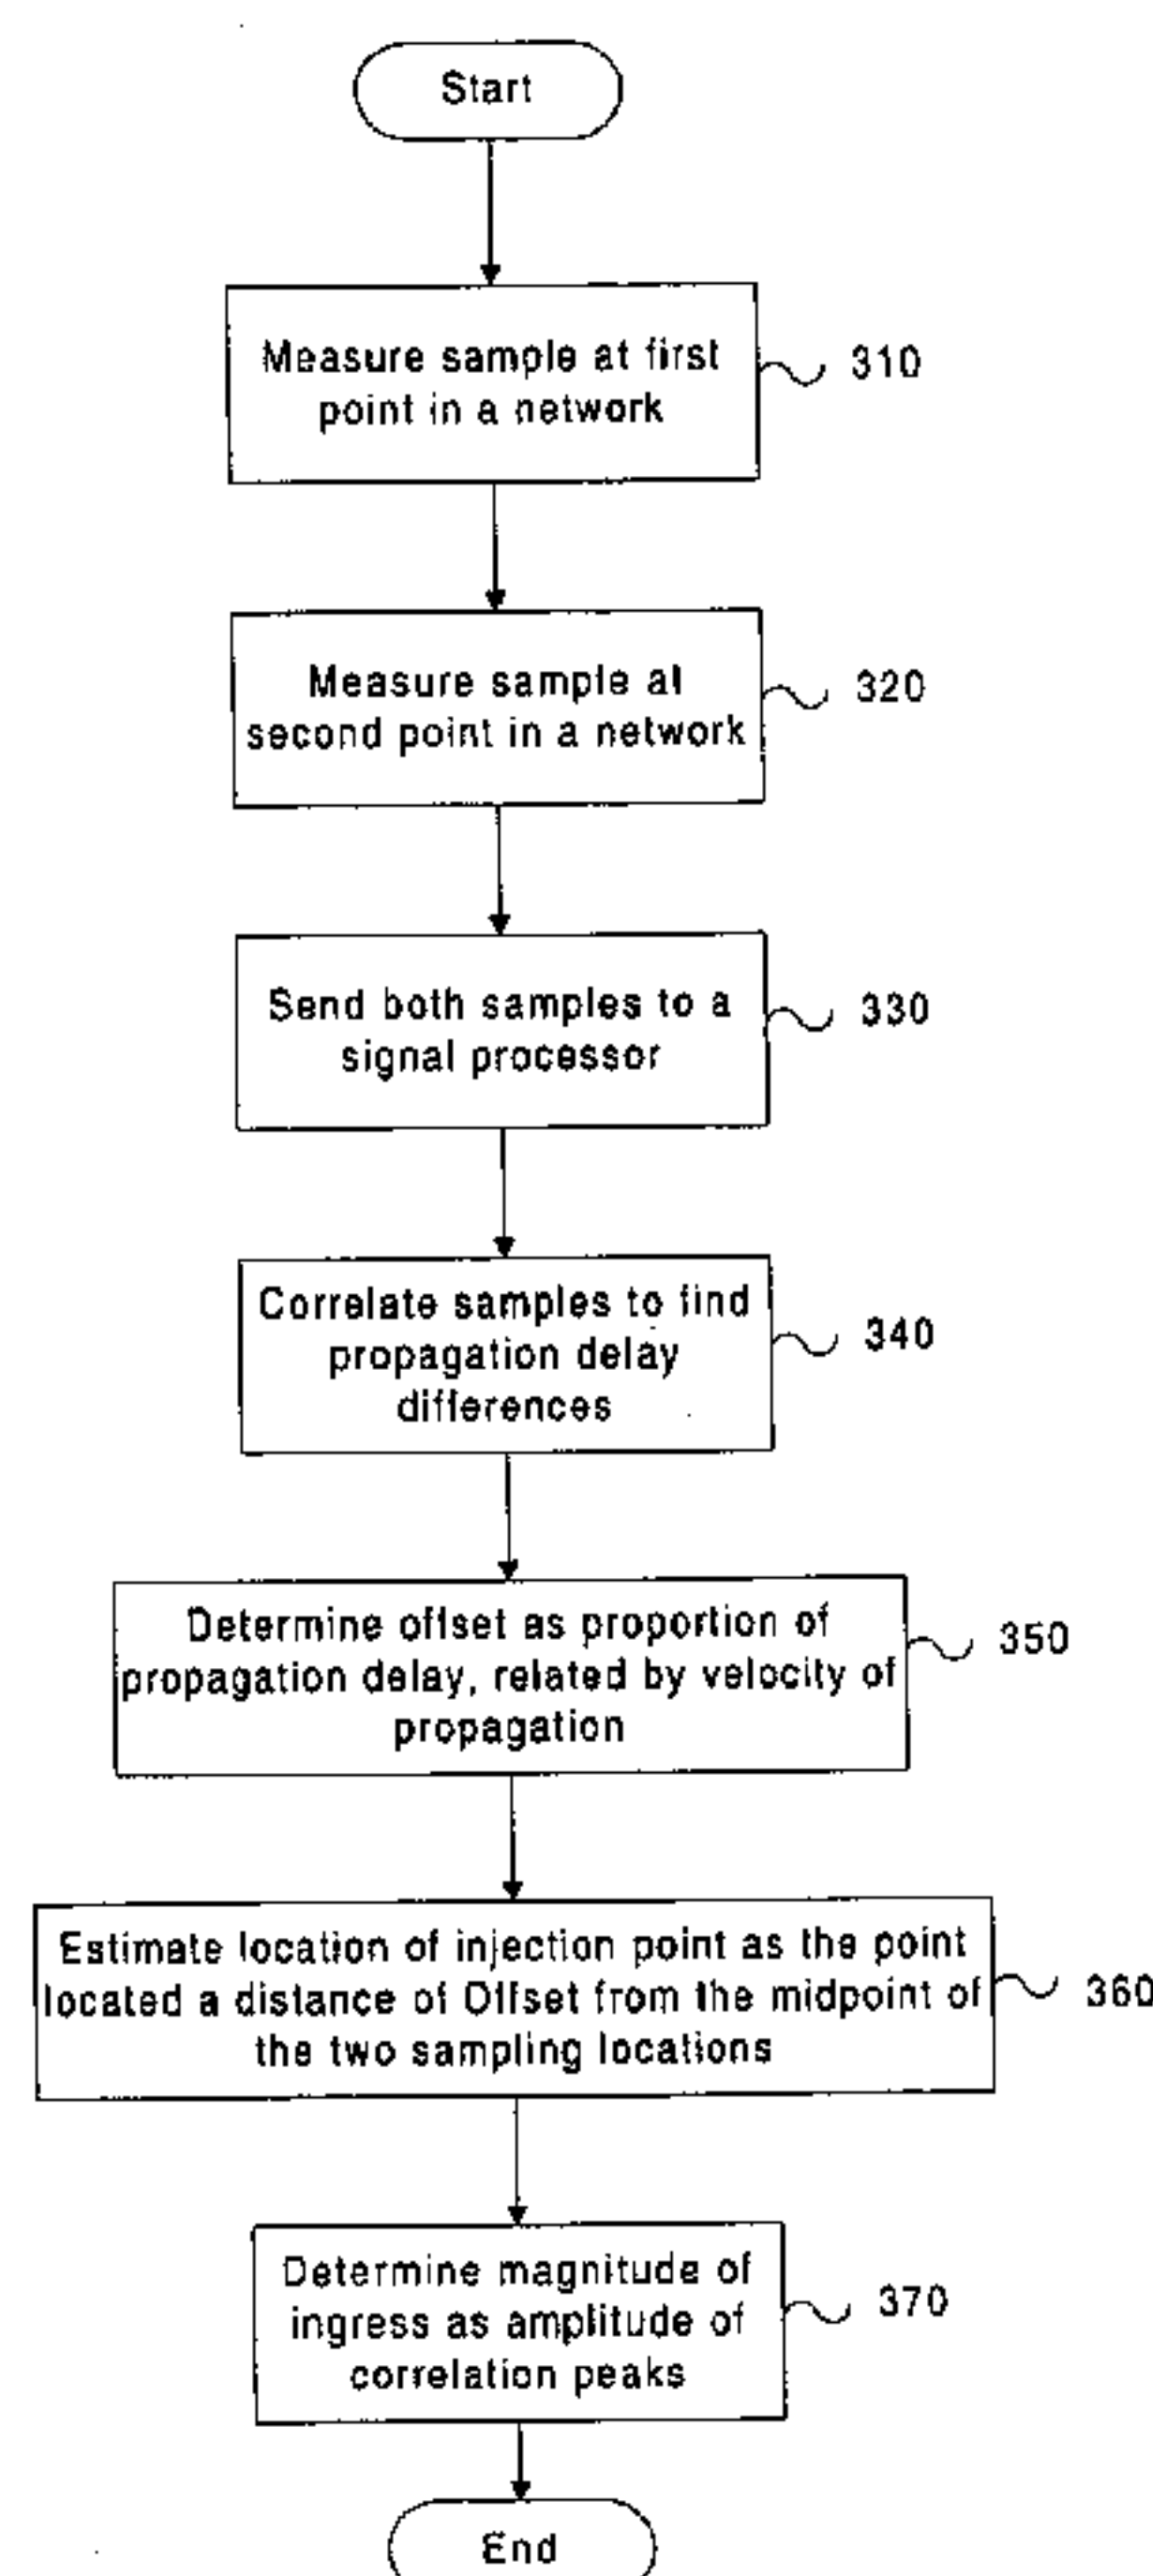 Start
Measure sample at first
point in a network
310
Measure sample at
second point in a network
320
Send both samples to a
signal processor
330
Correlate samples to find
propagation delay
differences
340
Determine offset as proportion of
propagation delay, related by velocity of
propagation
350
Estimate location of injection point as the point
located a distance of Offset from the midpoint of
the two sampling locations
360
Determine magnitude of
ingress as amplitude of
correlation peaks
370
End